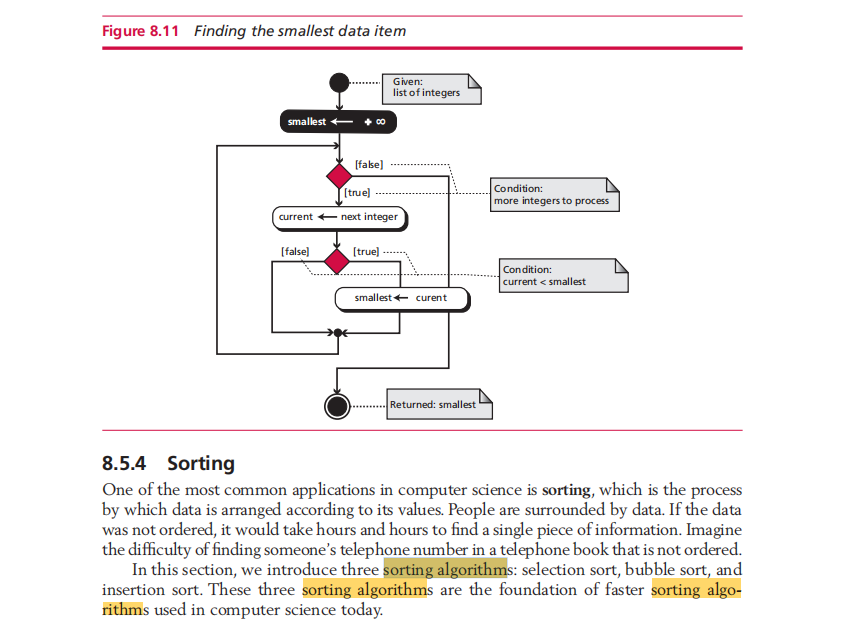 Figure 8.11 Finding the smallest data item
Given:
list of integers
smallest ← + ∞
[false]
[true]
Condition:
more integers to process
current ← next integer
[false]
[true]
Condition:
current < smallest
smallest ← curent
Returned: smallest
8.5.4 Sorting
One of the most common applications in computer science is sorting, which is the process
by which data is arranged according to its values. People are surrounded by data. If the data
was not ordered, it would take hours and hours to find a single piece of information. Imagine
the difficulty of finding someone’s telephone number in a telephone book that is not ordered.
In this section, we introduce three sorting algorithms: selection sort, bubble sort, and
insertion sort. These three sorting algorithms are the foundation of faster sorting algo-
rithms used in computer science today.